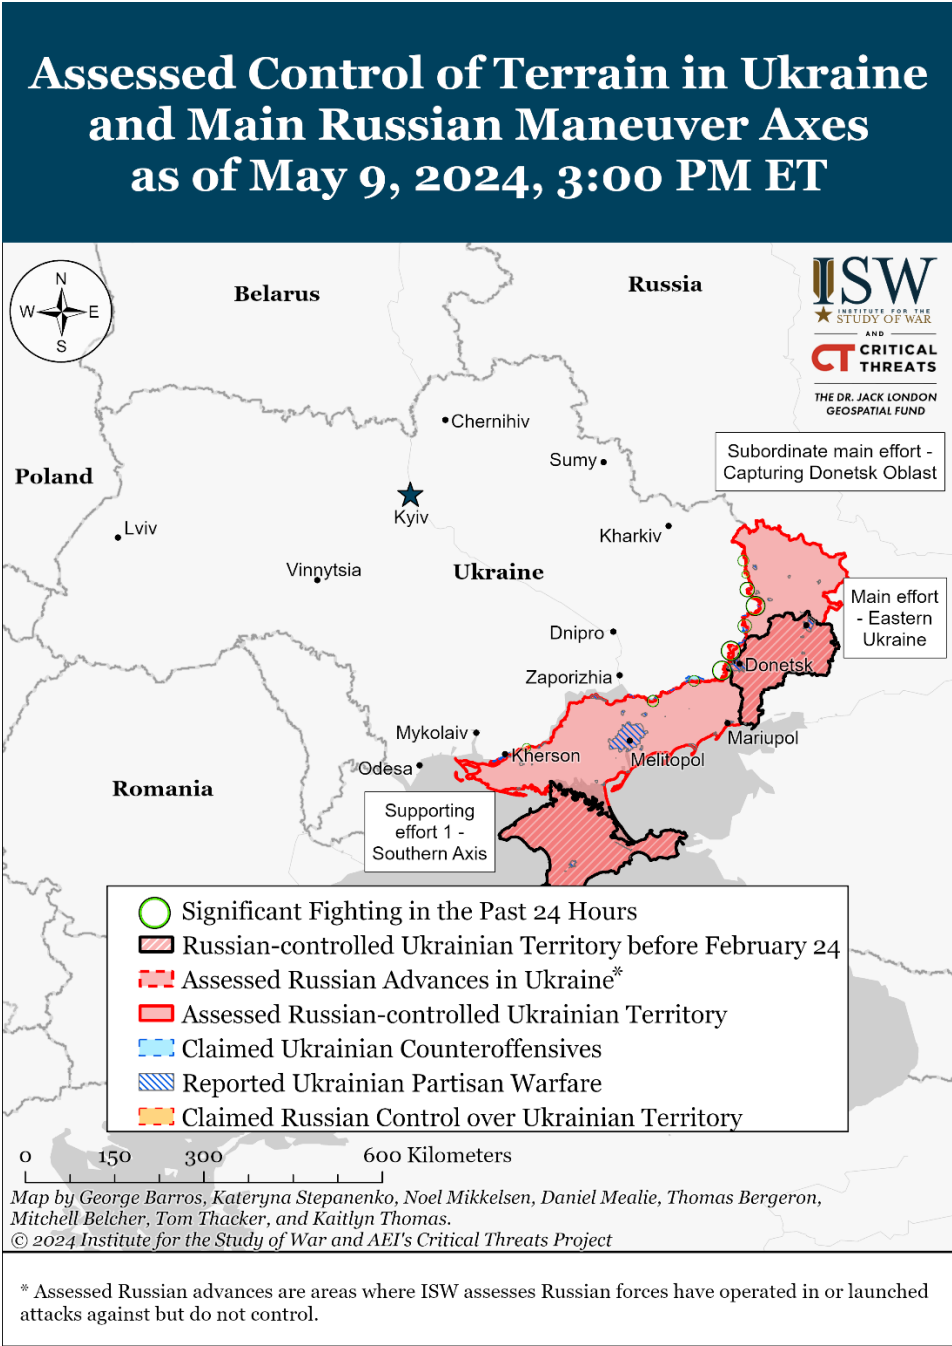 Assessed Control of Terrain in Ukraine
and Main Russian Maneuver Axes
as of May 9, 2024, 3:00 PM ET
N
W
E
S
Belarus
Russia
ISW
INSTITUTE FOR THE
STUDY OF WAR
AND
CT CRITICAL
THREATS
THE DR. JACK LONDON
GEOSPATIAL FUND
Chernihiv
Subordinate main effort -
Capturing Donetsk Oblast
Sumy
Poland
Kyiv
Lviv
Kharkiv
Vinnytsia
Ukraine
Main effort
- Eastern
Ukraine
Dnipro
Donetsk
Zaporizhia
Mykolaiv
Mariupol
Kherson
Melitopol
Odesa
Romania
Supporting
effort 1 -
Southern Axis
Significant Fighting in the Past 24 Hours
Russian-controlled Ukrainian Territory before February 24
Assessed Russian Advances in Ukraine*
Assessed Russian-controlled Ukrainian Territory
Claimed Ukrainian Counteroffensives
Reported Ukrainian Partisan Warfare
Claimed Russian Control over Ukrainian Territory
0 150 300 600 Kilometers
Map by George Barros, Kateryna Stepanenko, Noel Mikkelsen, Daniel Mealie, Thomas Bergeron,
Mitchell Belcher, Tom Thacker, and Kaitlyn Thomas.
© 2024 Institute for the Study of War and AEI's Critical Threats Project
* Assessed Russian advances are areas where ISW assesses Russian forces have operated in or launched
attacks against but do not control.